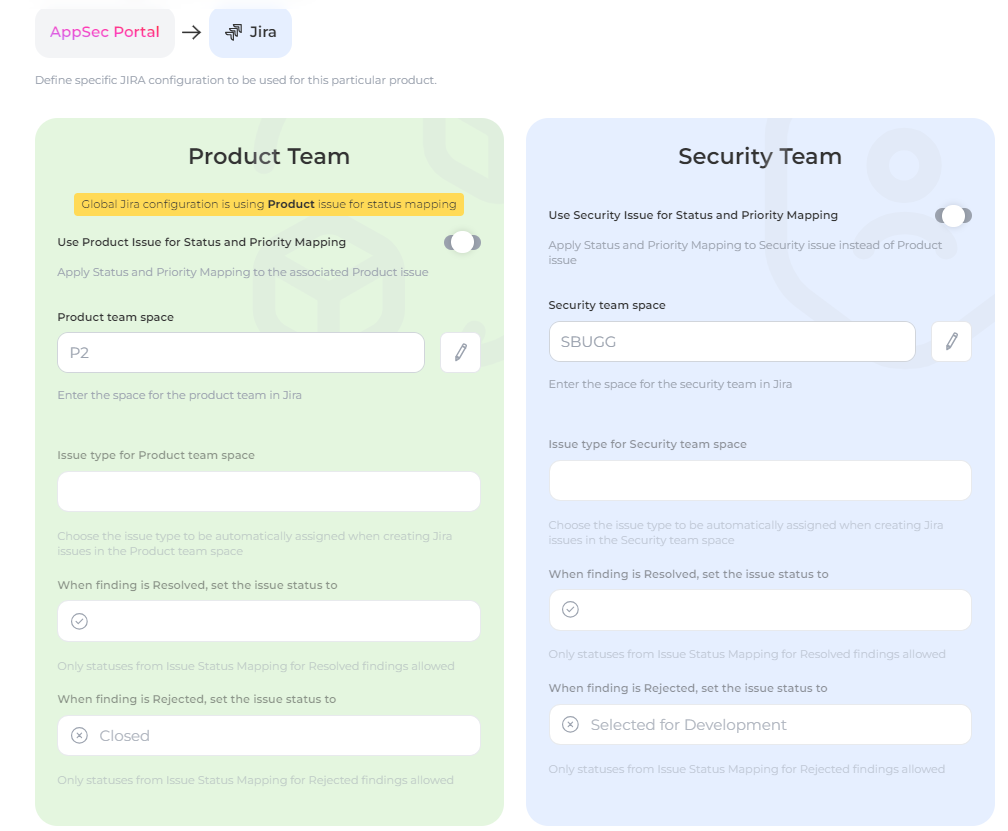 AppSec Portal
Jira
Define specific JIRA configuration to be used for this particular product.
Product Team
Global Jira configuration is using Product issue for status mapping
Use Product Issue for Status and Priority Mapping
Apply Status and Priority Mapping to the associated Product issue
Product team space
P2
Enter the space for the product team in Jira
Issue type for Product team space
Choose the issue type to be automatically assigned when creating Jira
issues in the Product team space
When finding is Resolved, set the issue status to
Only statuses from Issue Status Mapping for Resolved findings allowed
When finding is Rejected, set the issue status to
Closed
Only statuses from Issue Status Mapping for Rejected findings allowed
Security Team
Use Security Issue for Status and Priority Mapping
Apply Status and Priority Mapping to Security issue instead of Product
issue
Security team space
SBUGG
Enter the space for the security team in Jira
Issue type for Security team space
Choose the issue type to be automatically assigned when creating Jira
issues in the Security team space
When finding is Resolved, set the issue status to
Only statuses from Issue Status Mapping for Resolved findings allowed
When finding is Rejected, set the issue status to
Selected for Development
Only statuses from Issue Status Mapping for Rejected findings allowed